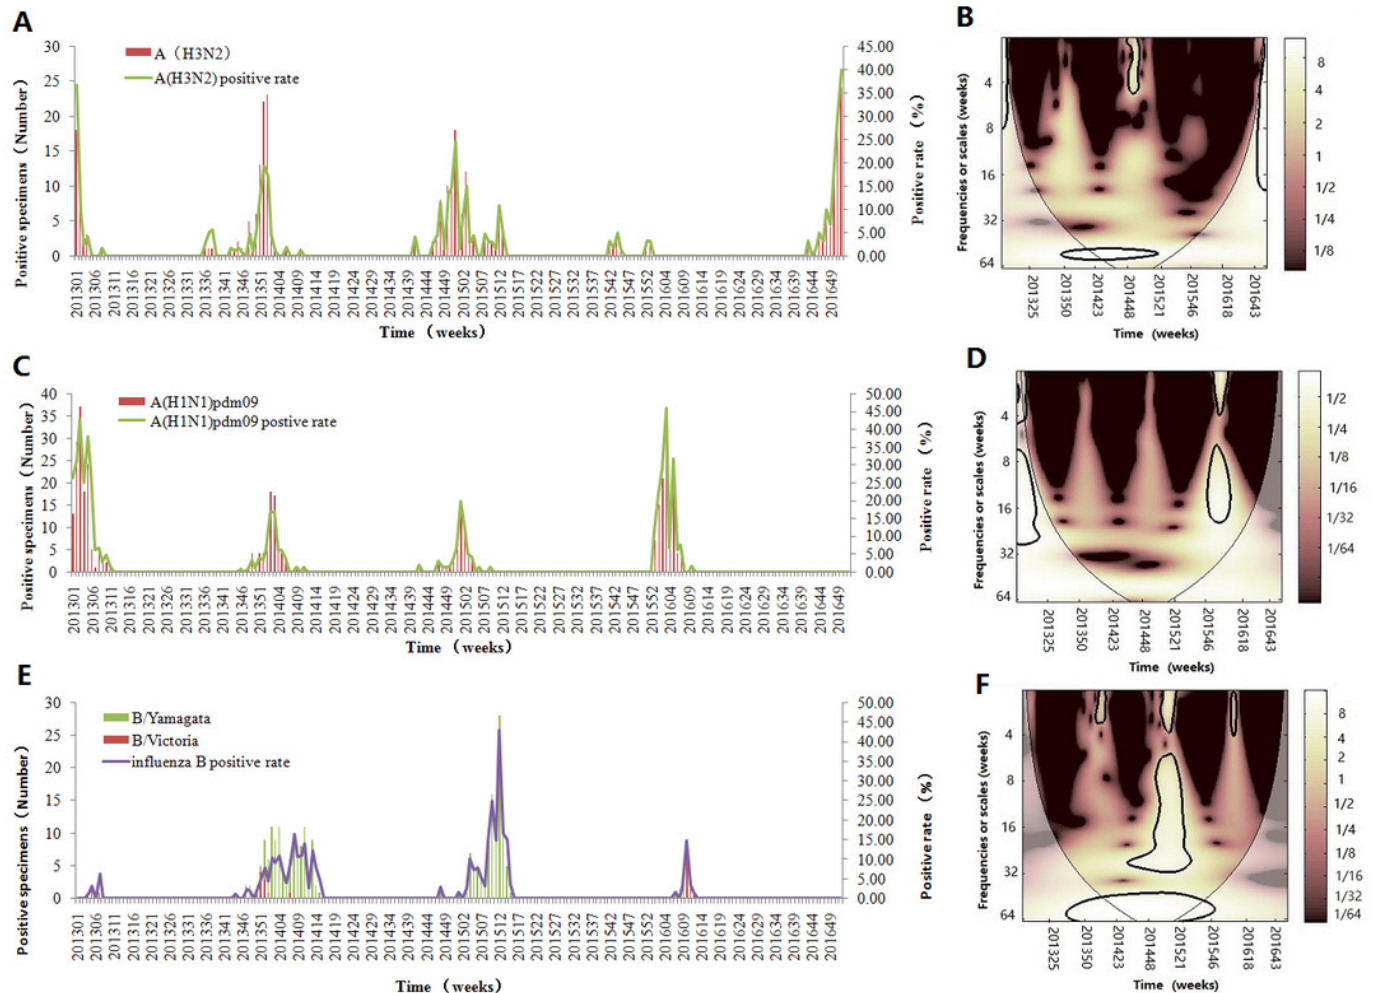 A
A（H3N2）
A(H3N2) positive rate
Positive specimens（Number）
30
25
20
15
10
5
0
45.00
40.00
35.00
30.00
25.00
20.00
15.00
10.00
5.00
0.00
Positive rate（%）
201301 201306 201311 201316 201321 201326 201331 201336 201341 201346 201351 201404 201409 201414 201419 201424 201429 201434 201439 201444 201449 201502 201507 201512 201517 201522 201527 201532 201537 201542 201547 201552 201604 201609 201614 201619 201624 201629 201634 201639 201644 201649
Time （weeks）
B
Frequencies or scales (weeks)
4
8
16
32
64
201325 201350 201423 201448 201521 201546 201618 201643
Time (weeks)
8
4
2
1
1/2
1/4
1/8
C
A(H1N1)pdm09
A(H1N1)pdm09 postive rate
Positive specimens（Number）
40
35
30
25
20
15
10
5
0
50.00
45.00
40.00
35.00
30.00
25.00
20.00
15.00
10.00
5.00
0.00
Positive rate（%）
201301 201306 201311 201316 201321 201326 201331 201336 201341 201346 201351 201404 201409 201414 201419 201424 201429 201434 201439 201444 201449 201502 201507 201512 201517 201522 201527 201532 201537 201542 201547 201552 201604 201609 201614 201619 201624 201629 201634 201639 201644 201649
Time （weeks）
D
Frequencies or scales (weeks)
4
8
16
32
64
201325 201350 201423 201448 201521 201546 201618 201643
Time (weeks)
1/2
1/4
1/8
1/16
1/32
1/64
E
B/Yamagata
B/Victoria
influenza B positive rate
Positive specimens（Number）
30
25
20
15
10
5
0
50.00
45.00
40.00
35.00
30.00
25.00
20.00
15.00
10.00
5.00
0.00
Positive rate（%）
201301 201306 201311 201316 201321 201326 201331 201336 201341 201346 201351 201404 201409 201414 201419 201424 201429 201434 201439 201444 201449 201502 201507 201512 201517 201522 201527 201532 201537 201542 201547 201552 201604 201609 201614 201619 201624 201629 201634 201639 201644 201649
Time （weeks）
F
Frequencies or scales (weeks)
4
8
16
32
64
201325 201350 201423 201448 201521 201546 201618 201643
Time (weeks)
8
4
2
1
1/2
1/4
1/8
1/16
1/32
1/64